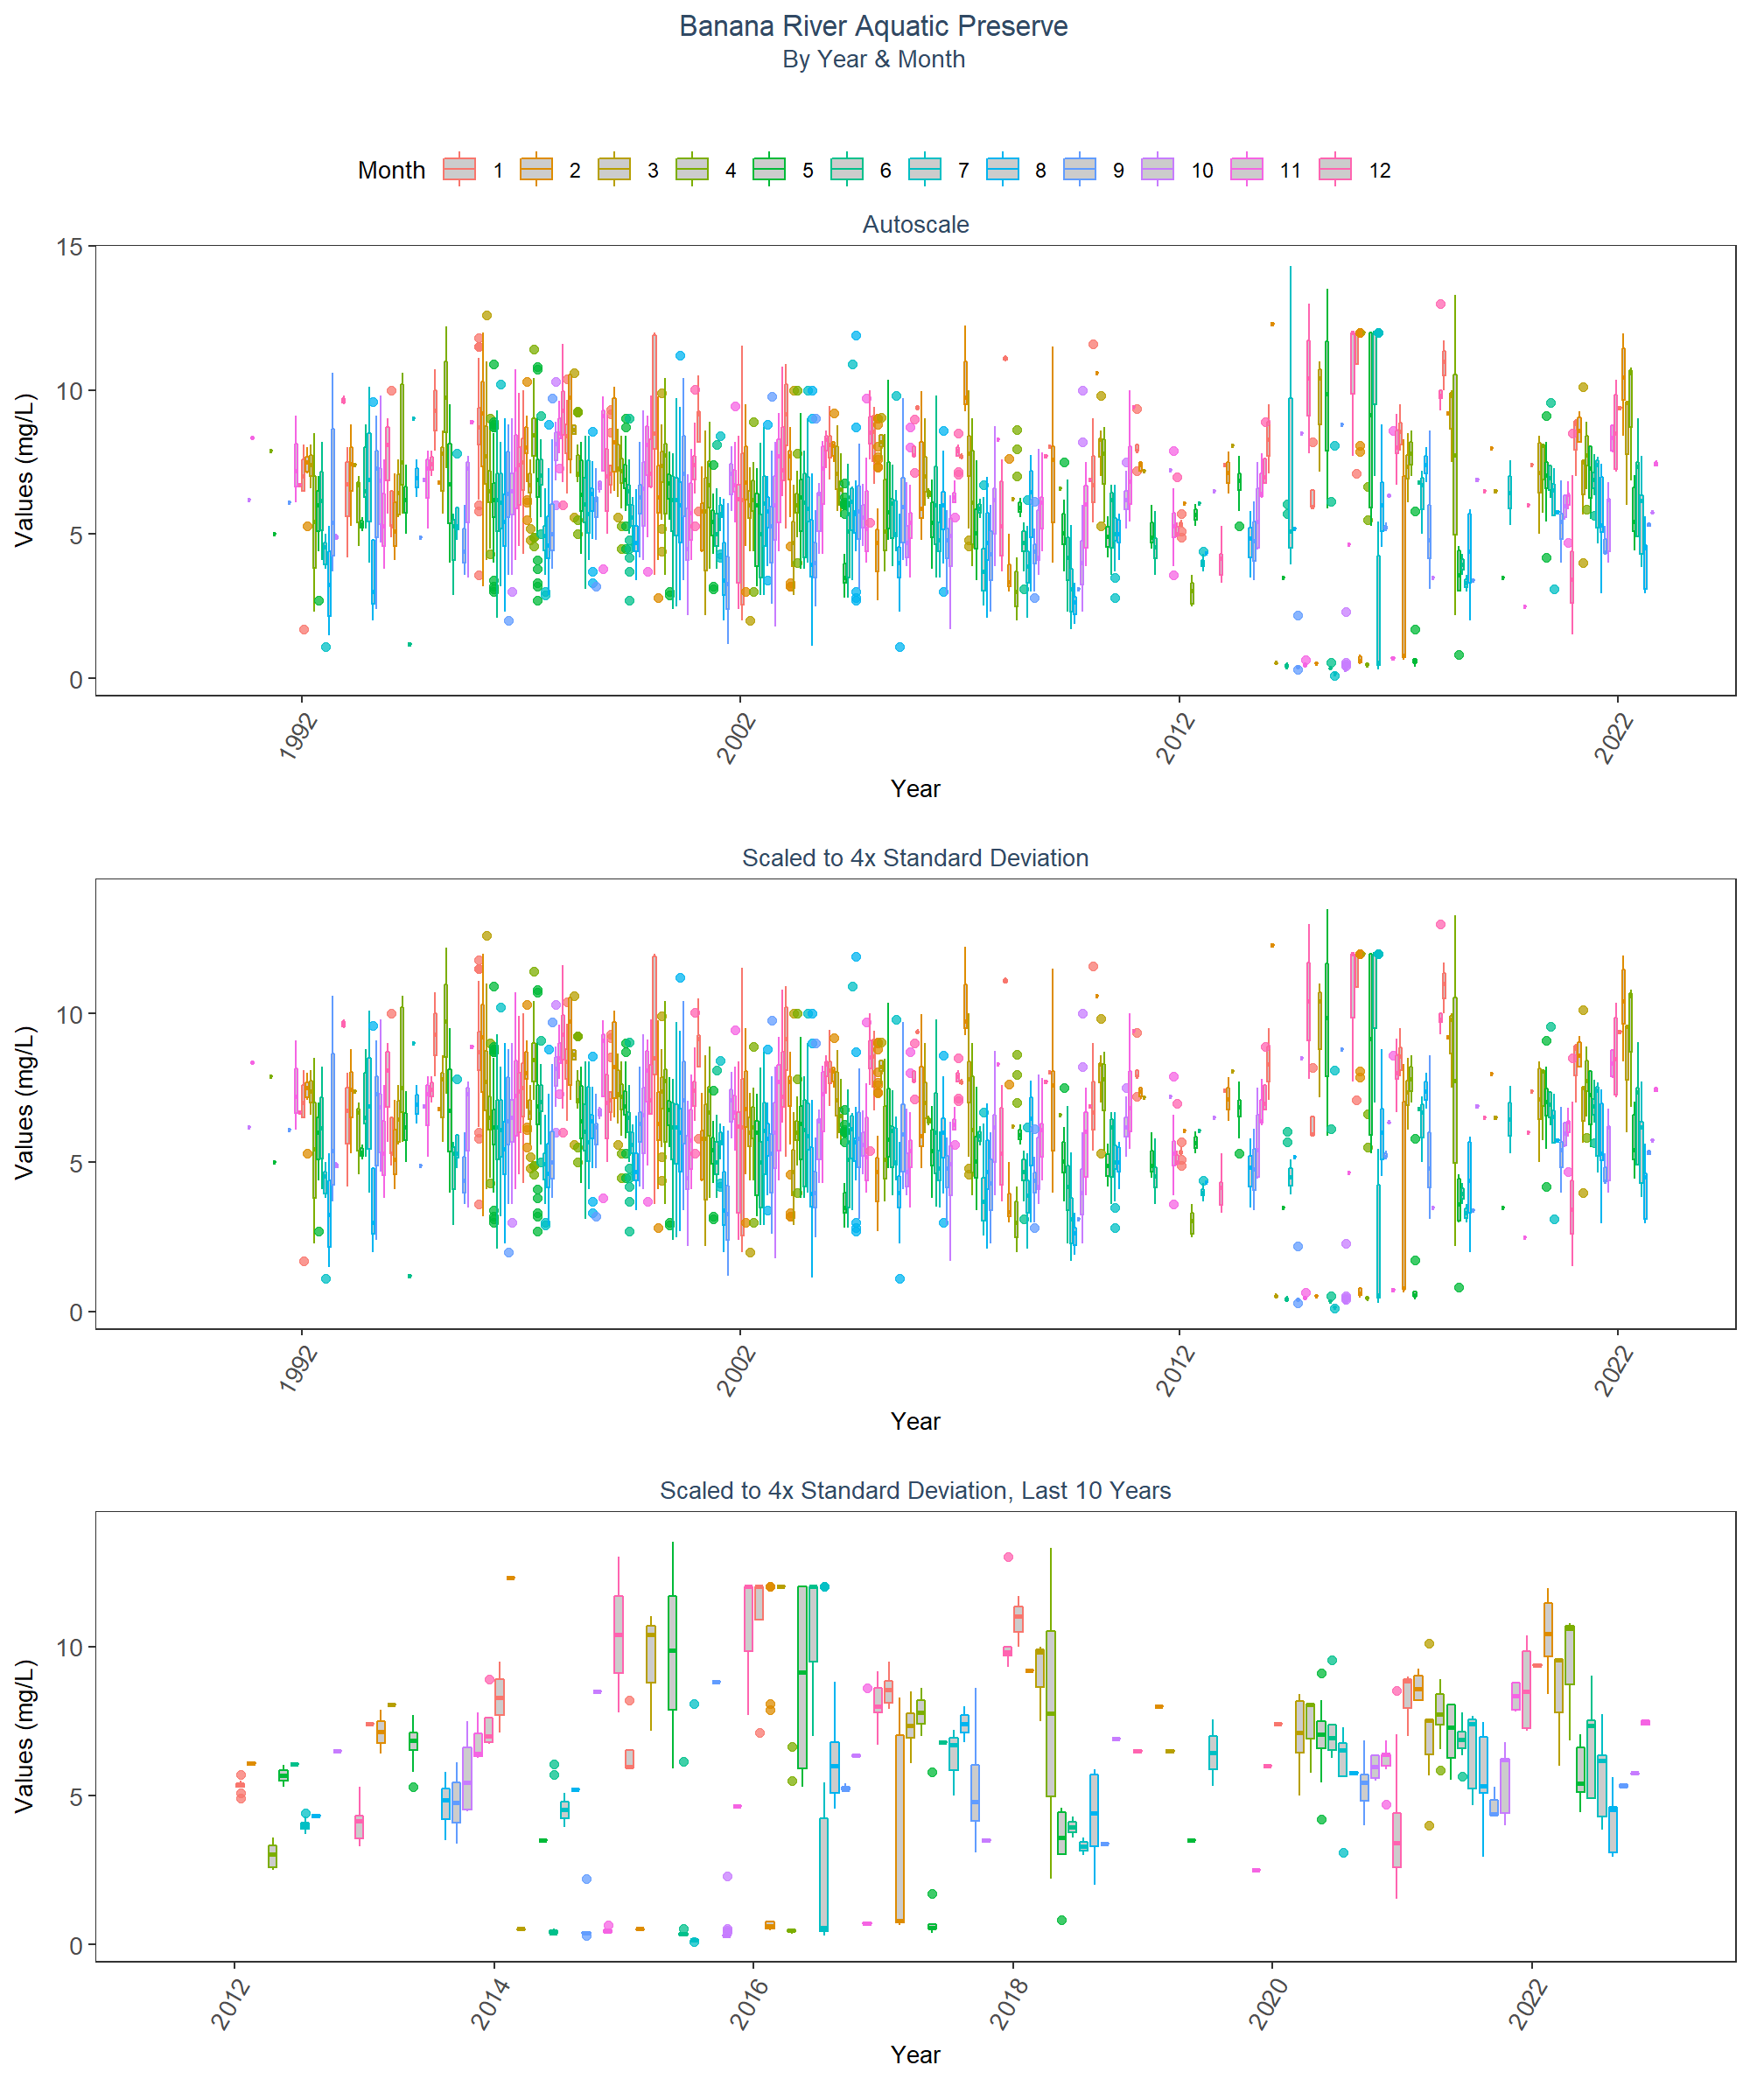 Banana River Aquatic Preserve
By Year & Month
Month 1 2 3 4 5 6 7 8 9 10 11 12
Autoscale
Values (mg/L)
15
10
5
0
1992 2002 2012 2022
Year
Scaled to 4x Standard Deviation
Values (mg/L)
10
5
0
1992 2002 2012 2022
Year
Scaled to 4x Standard Deviation, Last 10 Years
Values (mg/L)
10
5
0
2012 2014 2016 2018 2020 2022
Year